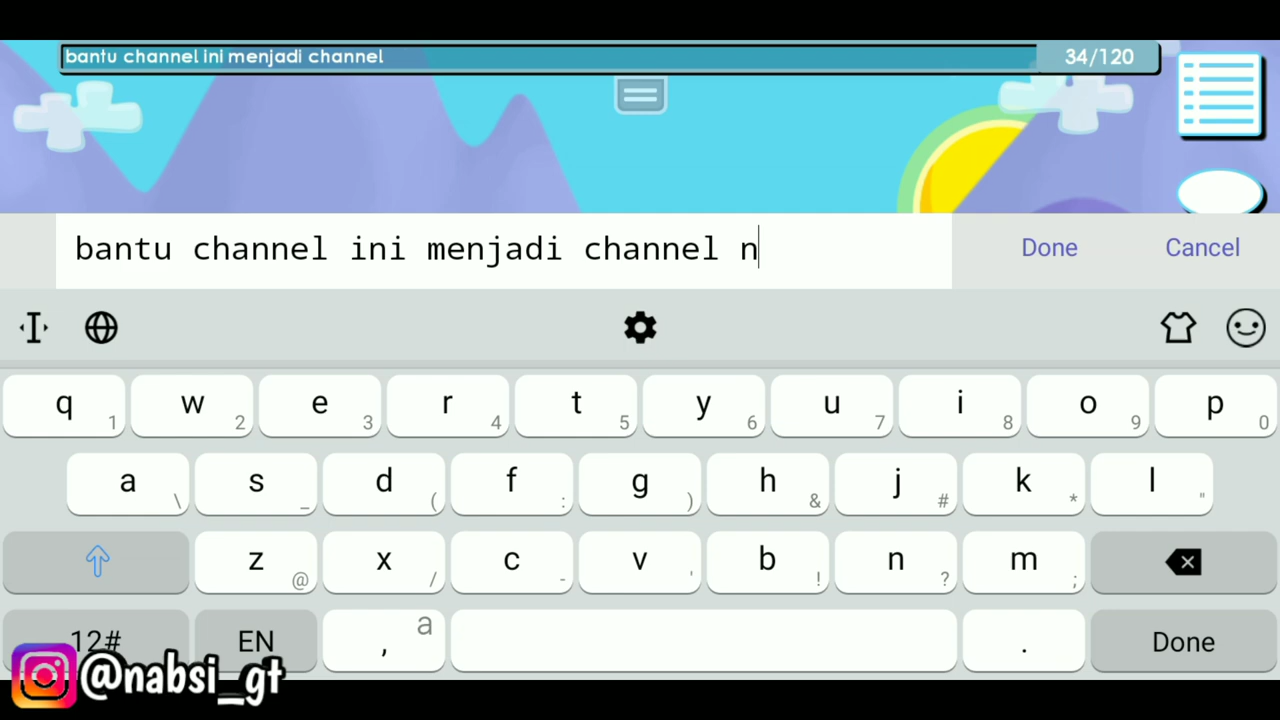 bantu channel ini menjadi channel
34/120
bantu channel ini menjadi channel n
Done
Cancel
q 1 w 2 e 3 r 4 t 5 y 6 u 7 i 8 o 9 p 0
a \ s _ d ( f : g ) h & j # k * l "
z @ x / c - v ' b ! n ? m ;
12# EN , a . Done
@nabsi_gt